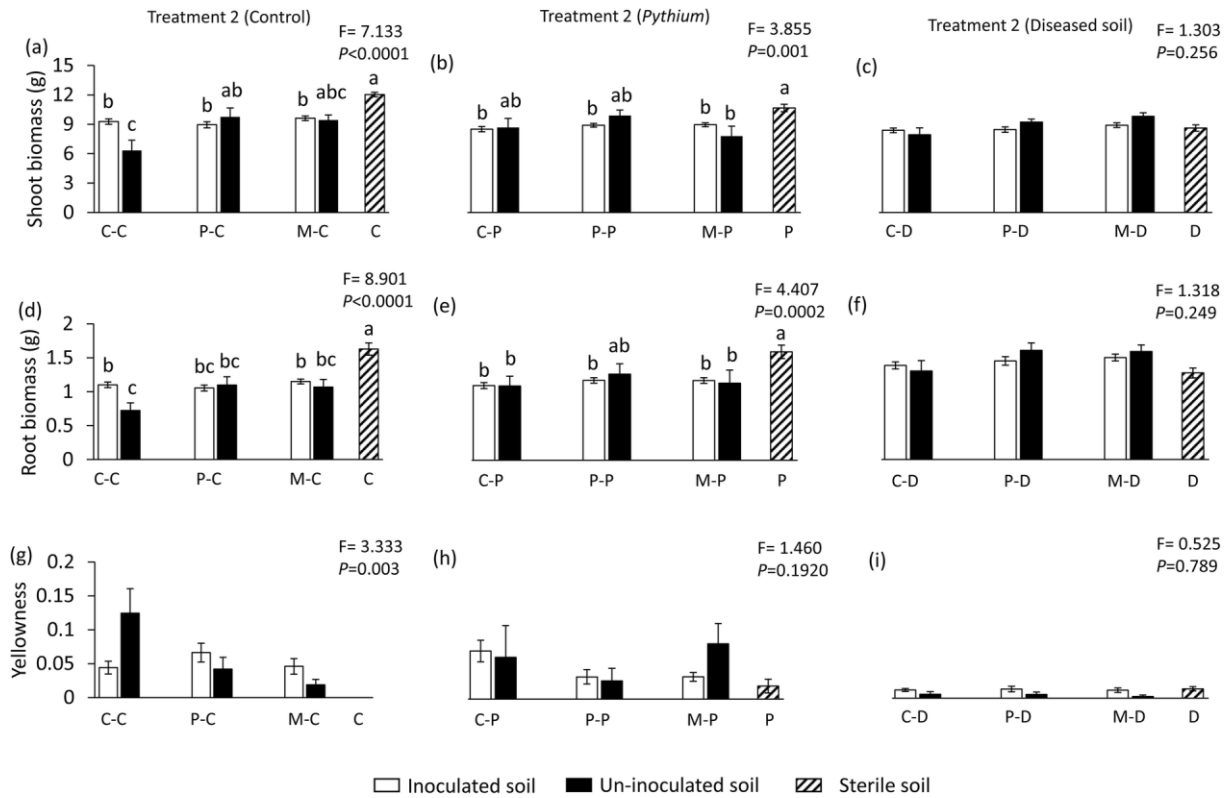 Treatment 2 (Control)
Treatment 2 (Pythium)
Treatment 2 (Diseased soil)
(a)
F= 7.133
P<0.0001
Shoot biomass (g)
15
12
9
6
3
0
b c b ab b abc a
C-C P-C M-C C
(b)
F= 3.855
P=0.001
b ab b ab b b a
C-P P-P M-P P
(c)
F= 1.303
P=0.256
C-D P-D M-D D
(d)
F= 8.901
P<0.0001
Root biomass (g)
2
1.5
1
0.5
0
b c bc bc b bc a
C-C P-C M-C C
(e)
F= 4.407
P=0.0002
b b b ab b b a
C-P P-P M-P P
(f)
F= 1.318
P=0.249
C-D P-D M-D D
(g)
F= 3.333
P=0.003
Yellowness
0.2
0.15
0.1
0.05
0
C-C P-C M-C C
(h)
F= 1.460
P=0.1920
C-P P-P M-P P
(i)
F= 0.525
P=0.789
C-D P-D M-D D
Inoculated soil Un-inoculated soil Sterile soil